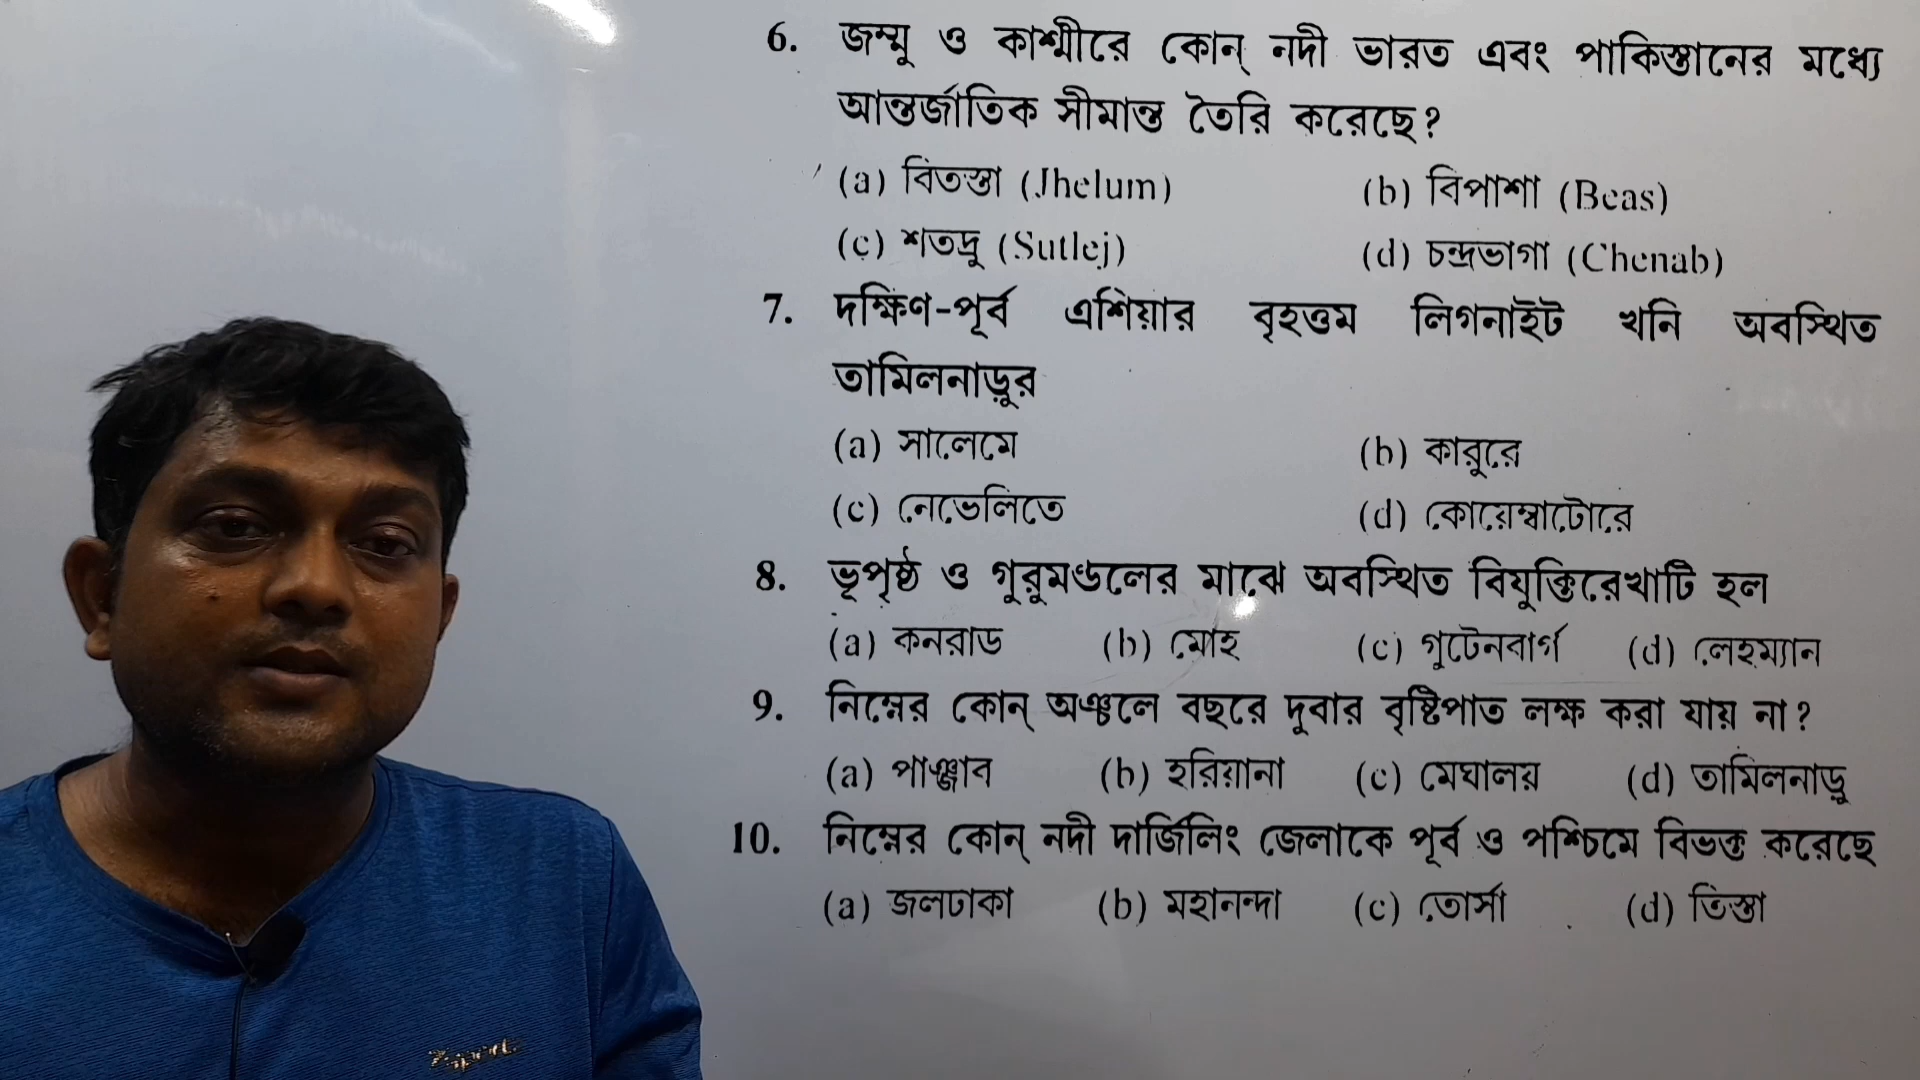 6. জম্মু ও কাশ্মীরে কোন্ নদী ভারত এবং পাকিস্তানের মধ্যে
আন্তর্জাতিক সীমান্ত তৈরি করেছে?
(a) বিতস্তা (Jhelum) (b) বিপাশা (Beas)
(c) শতদ্রু (Sutlej) (d) চন্দ্রভাগা (Chenab)
7. দক্ষিণ-পূর্ব এশিয়ার বৃহত্তম লিগনাইট খনি অবস্থিত
তামিলনাড়ুর
(a) সালেমে (b) কারুরে
(c) নেভেলিতে (d) কোয়েম্বাটোরে
8. ভূপৃষ্ঠ ও গুরুমণ্ডলের মাঝে অবস্থিত বিযুক্তিরেখাটি হল
(a) কনরাড (b) মোহ (c) গুটেনবার্গ (d) লেহম্যান
9. নিম্নের কোন্ অঞ্চলে বছরে দুবার বৃষ্টিপাত লক্ষ করা যায় না?
(a) পাঞ্জাব (b) হরিয়ানা (c) মেঘালয় (d) তামিলনাড়ু
10. নিম্নের কোন্ নদী দার্জিলিং জেলাকে পূর্ব ও পশ্চিমে বিভক্ত করেছে
(a) জলঢাকা (b) মহানন্দা (c) তোর্সা (d) তিস্তা